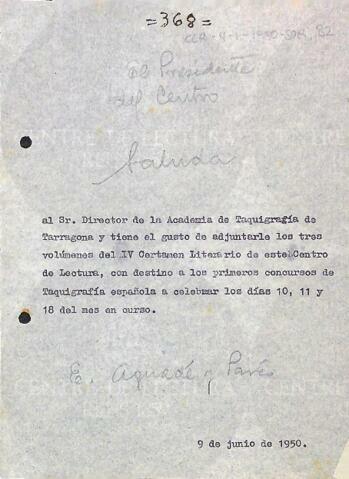 =368=
El Presidente
del Centro
Saluda
al Sr. Director de la Academia de Taquigrafía de
Tarragona y tiene el gusto de adjuntarle los tres
volúmenes del IV Certamen Literario de este Centro
de Lectura, con destino a los primeros concursos de
Taquigrafía española a celebrar los días 10, 11 y
18 del mes en curso.
E. Aguadé y Parés
9 de junio de 1950.